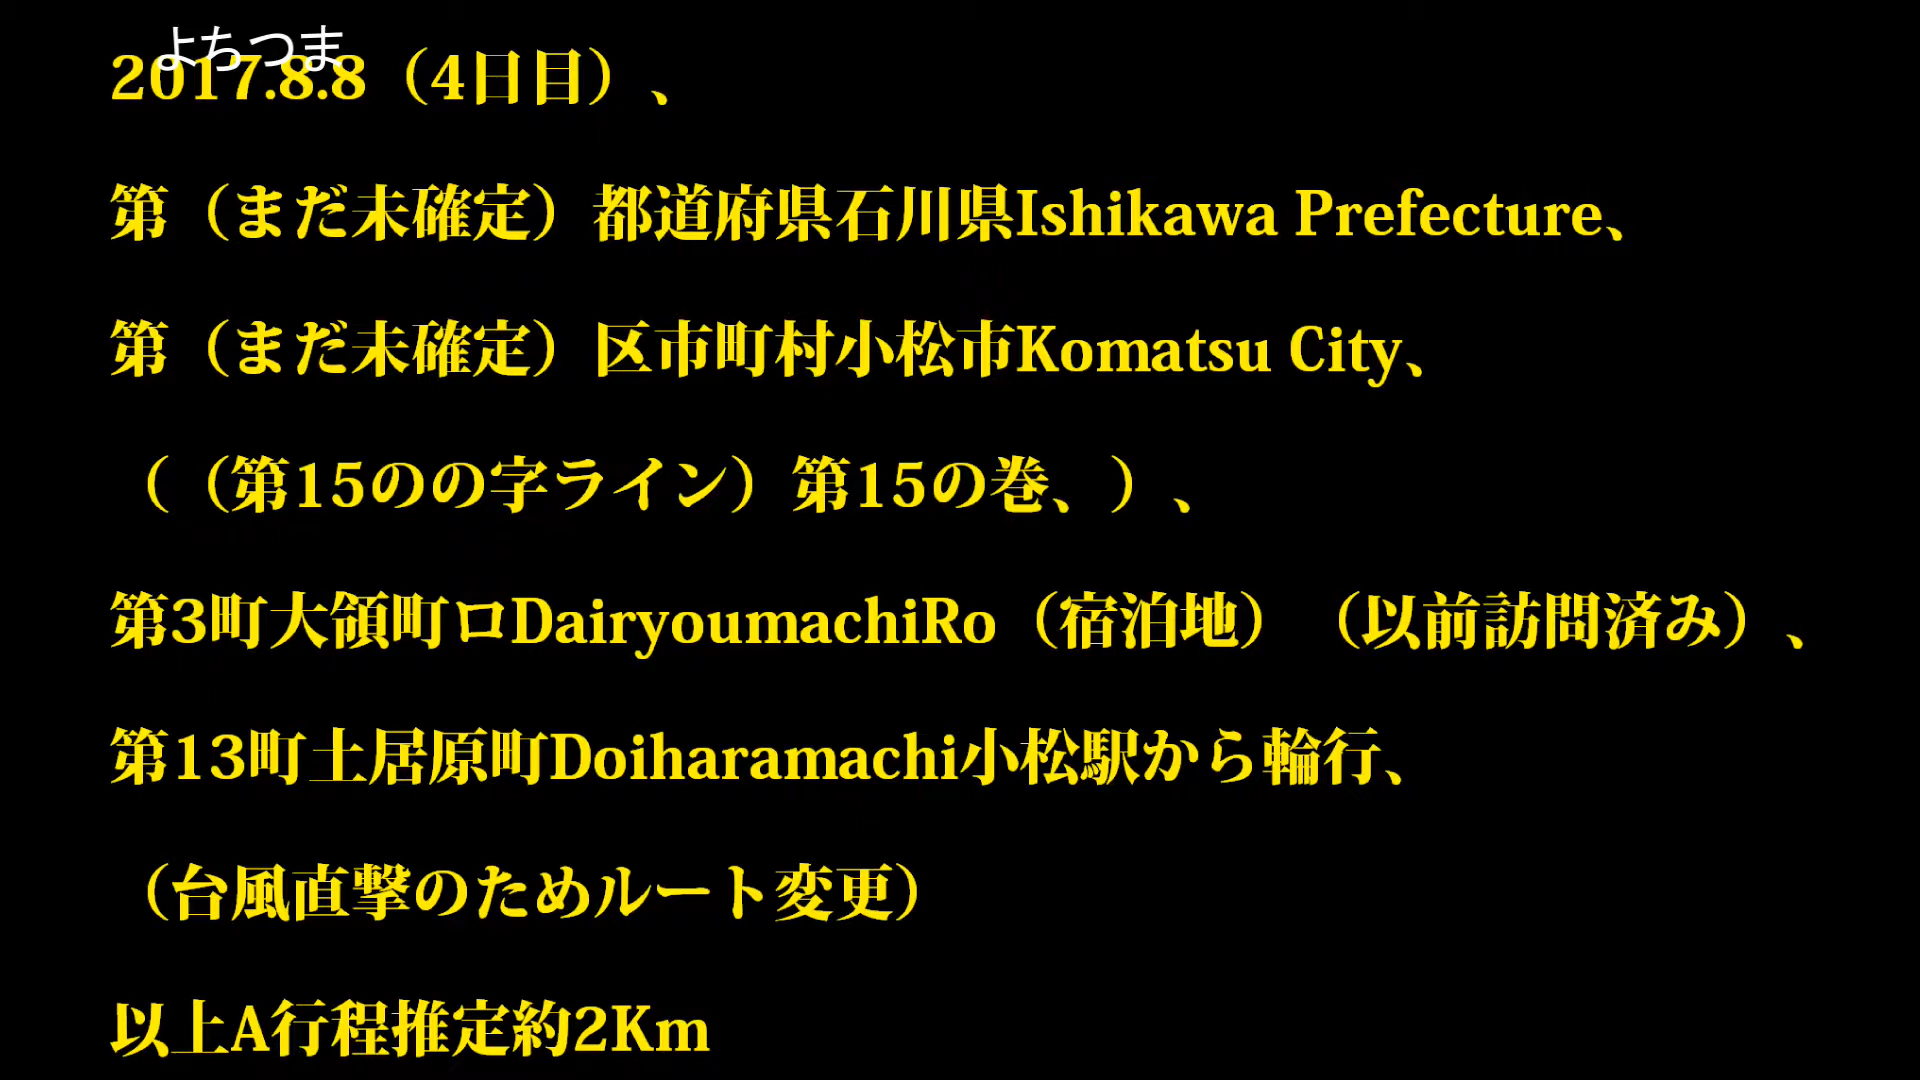 よちつま
2017.8.8（4日目）、
第（まだ未確定）都道府県石川県Ishikawa Prefecture、
第（まだ未確定）区市町村小松市Komatsu City、
（（第15のの字ライン）第15の巻、）、
第3町大領町ロDairyoumachiRo（宿泊地）（以前訪問済み）、
第13町土居原町Doiharamachi小松駅から輪行、
（台風直撃のためルート変更）
以上A行程推定約2Km